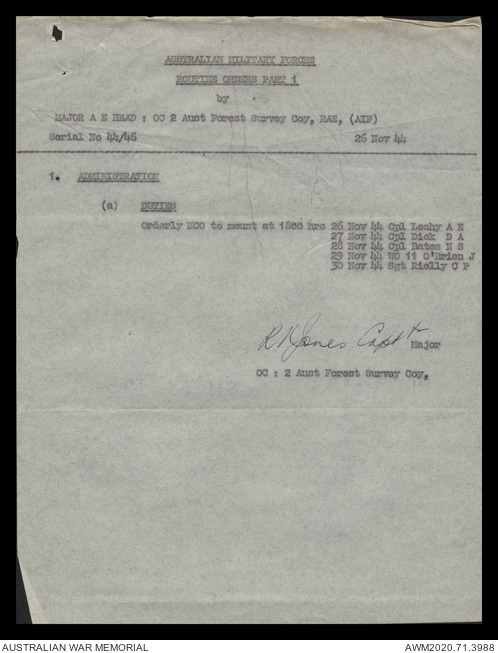 AUSTRALIAN MILITARY FORCES
ROUTINE ORDERS PART 1
by
MAJOR A E HEAD : OC 2 Aust Forest Survey Coy, RAE, (AIF)
Serial No 44/46 26 Nov 44
1. ADMINISTRATION
(a) DUTIES
Orderly NCO to mount at 1800 hrs 26 Nov 44 Cpl Leahy A E
27 Nov 44 Cpl Dick D A
28 Nov 44 Cpl Bates N S
29 Nov 44 WO 11 O'Brien J
30 Nov 44 Sgt Rielly C P
R N Jones Capt
Major
OC : 2 Aust Forest Survey Coy,
AUSTRALIAN WAR MEMORIAL AWM2020.71.3988